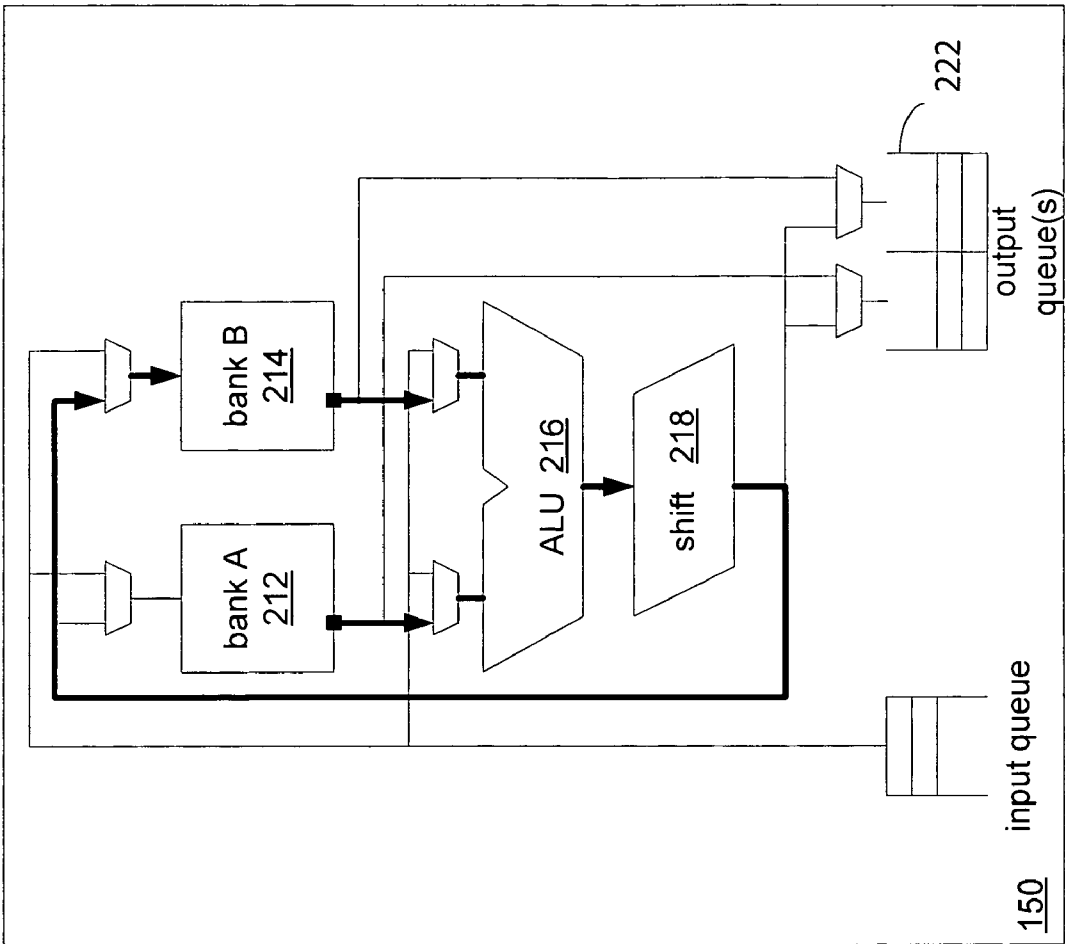 bank A
212
bank B
214
ALU 216
shift 218
222
input queue
output
queue(s)
150